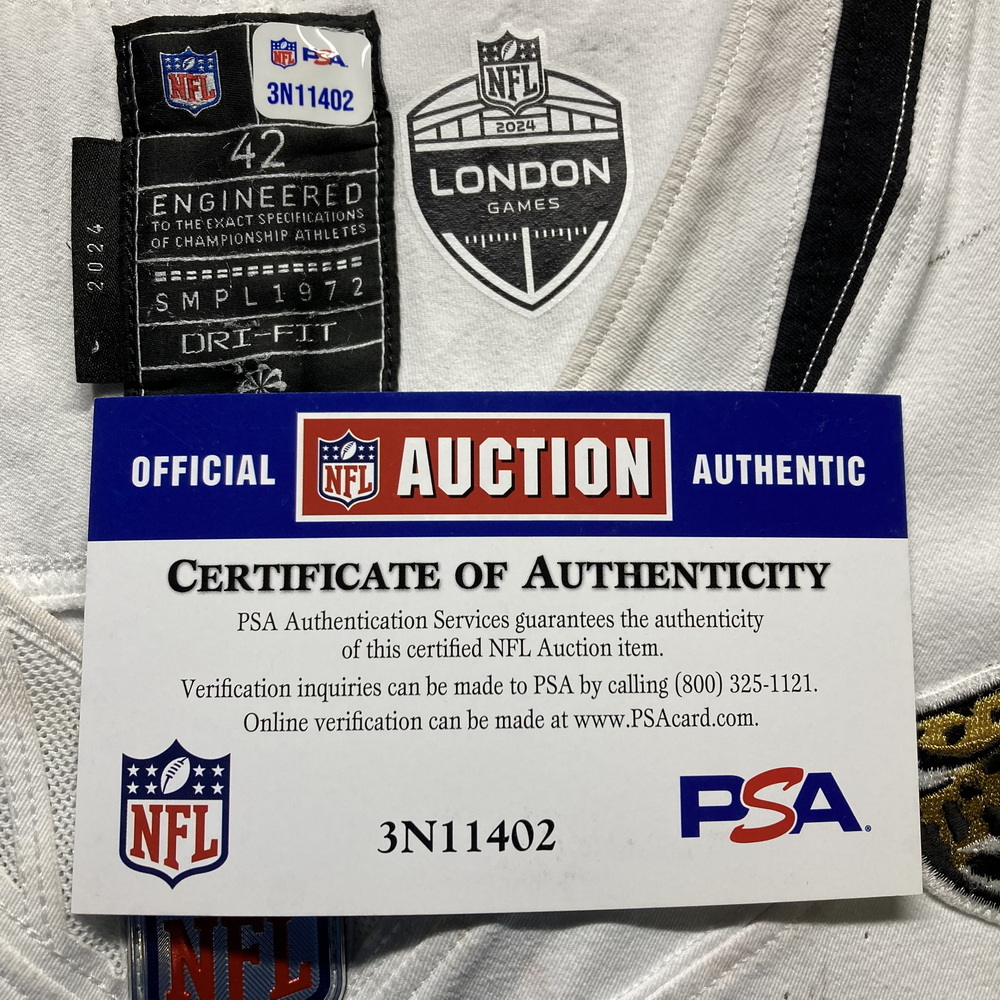 NFL
NFL PSA
3N11402
42
ENGINEERED
TO THE EXACT SPECIFICATIONS
OF CHAMPIONSHIP ATHLETES
SMPL1972
DRI-FIT
2024
NFL
2024
LONDON
GAMES
OFFICIAL
NFL
AUCTION
AUTHENTIC
CERTIFICATE OF AUTHENTICITY
PSA Authentication Services guarantees the authenticity
of this certified NFL Auction item.
Verification inquiries can be made to PSA by calling (800) 325-1121.
Online verification can be made at www.PSAcard.com.
NFL
3N11402
PSA
NFL